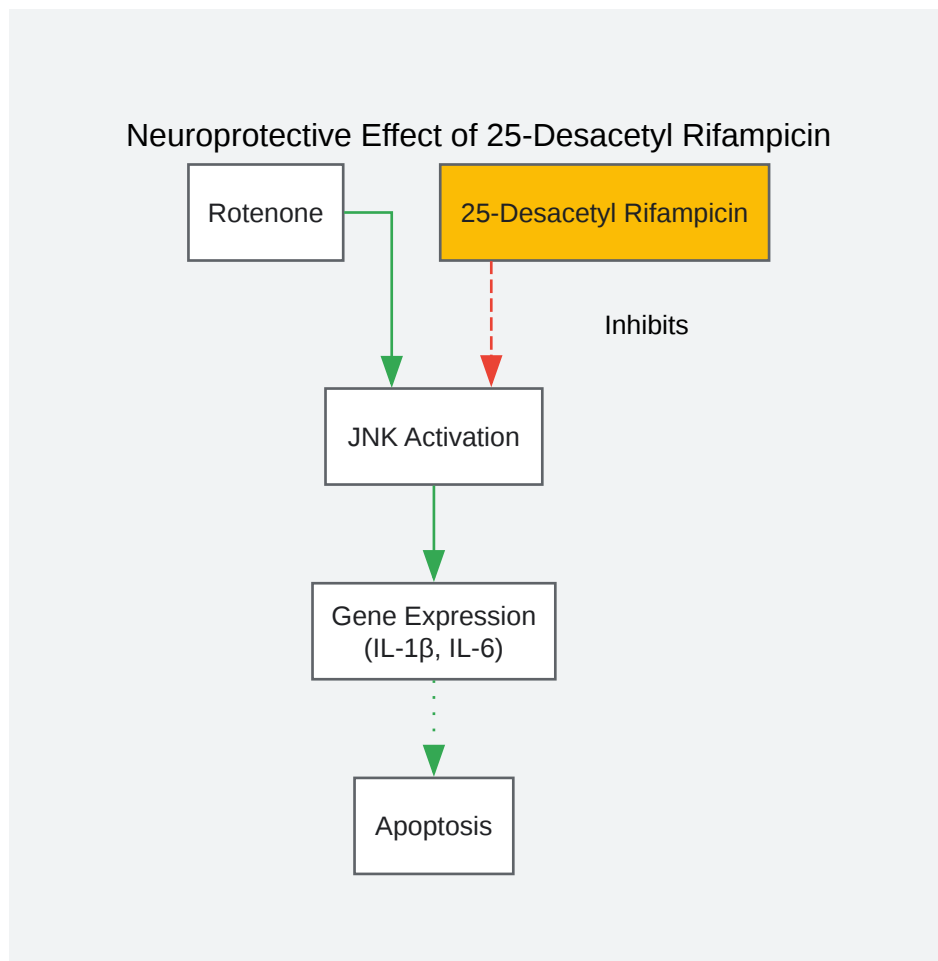 Neuroprotective Effect of 25-Desacetyl Rifampicin
Rotenone
25-Desacetyl Rifampicin
Inhibits
JNK Activation
Gene Expression
(IL-1β, IL-6)
Apoptosis